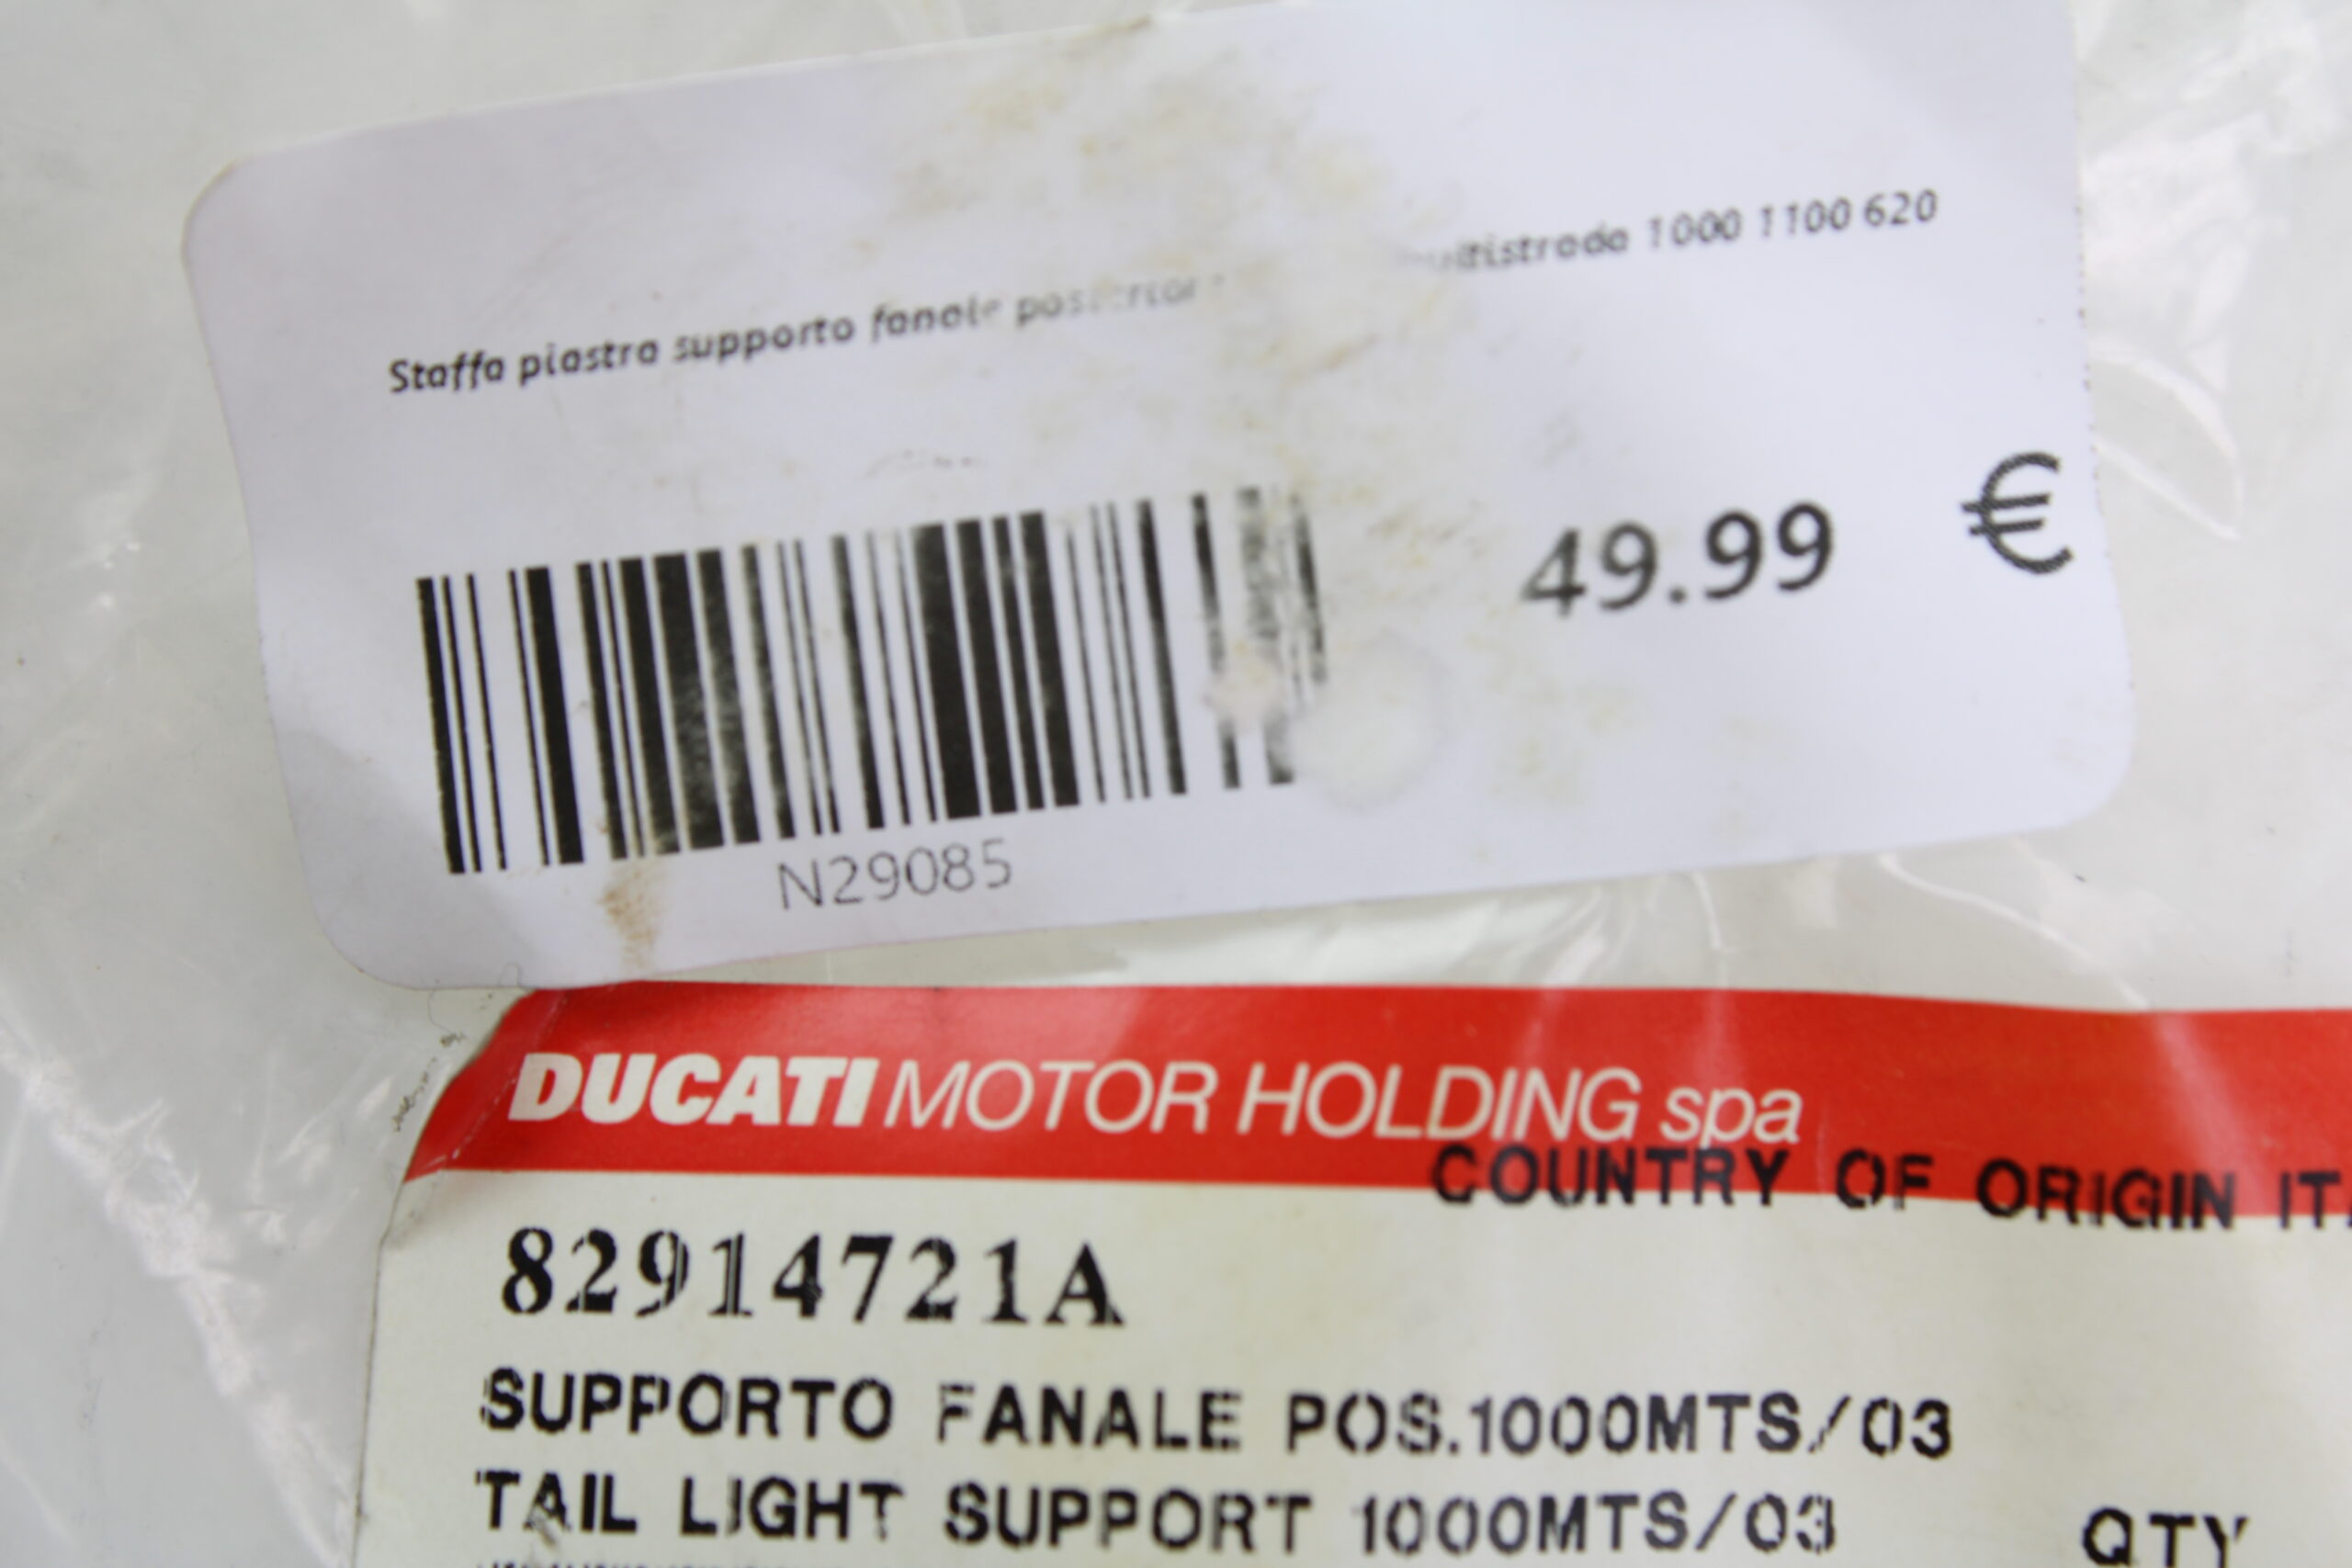 Staffa piastra supporto fanale 1000 1100 620
49.99 €
N29085
DUCATI MOTOR HOLDING spa
COUNTRY OF ORIGIN
82914721A
SUPPORTO FANALE POS.1000MTS/03
TAIL LIGHT SUPPORT 1000MTS/03
QTY